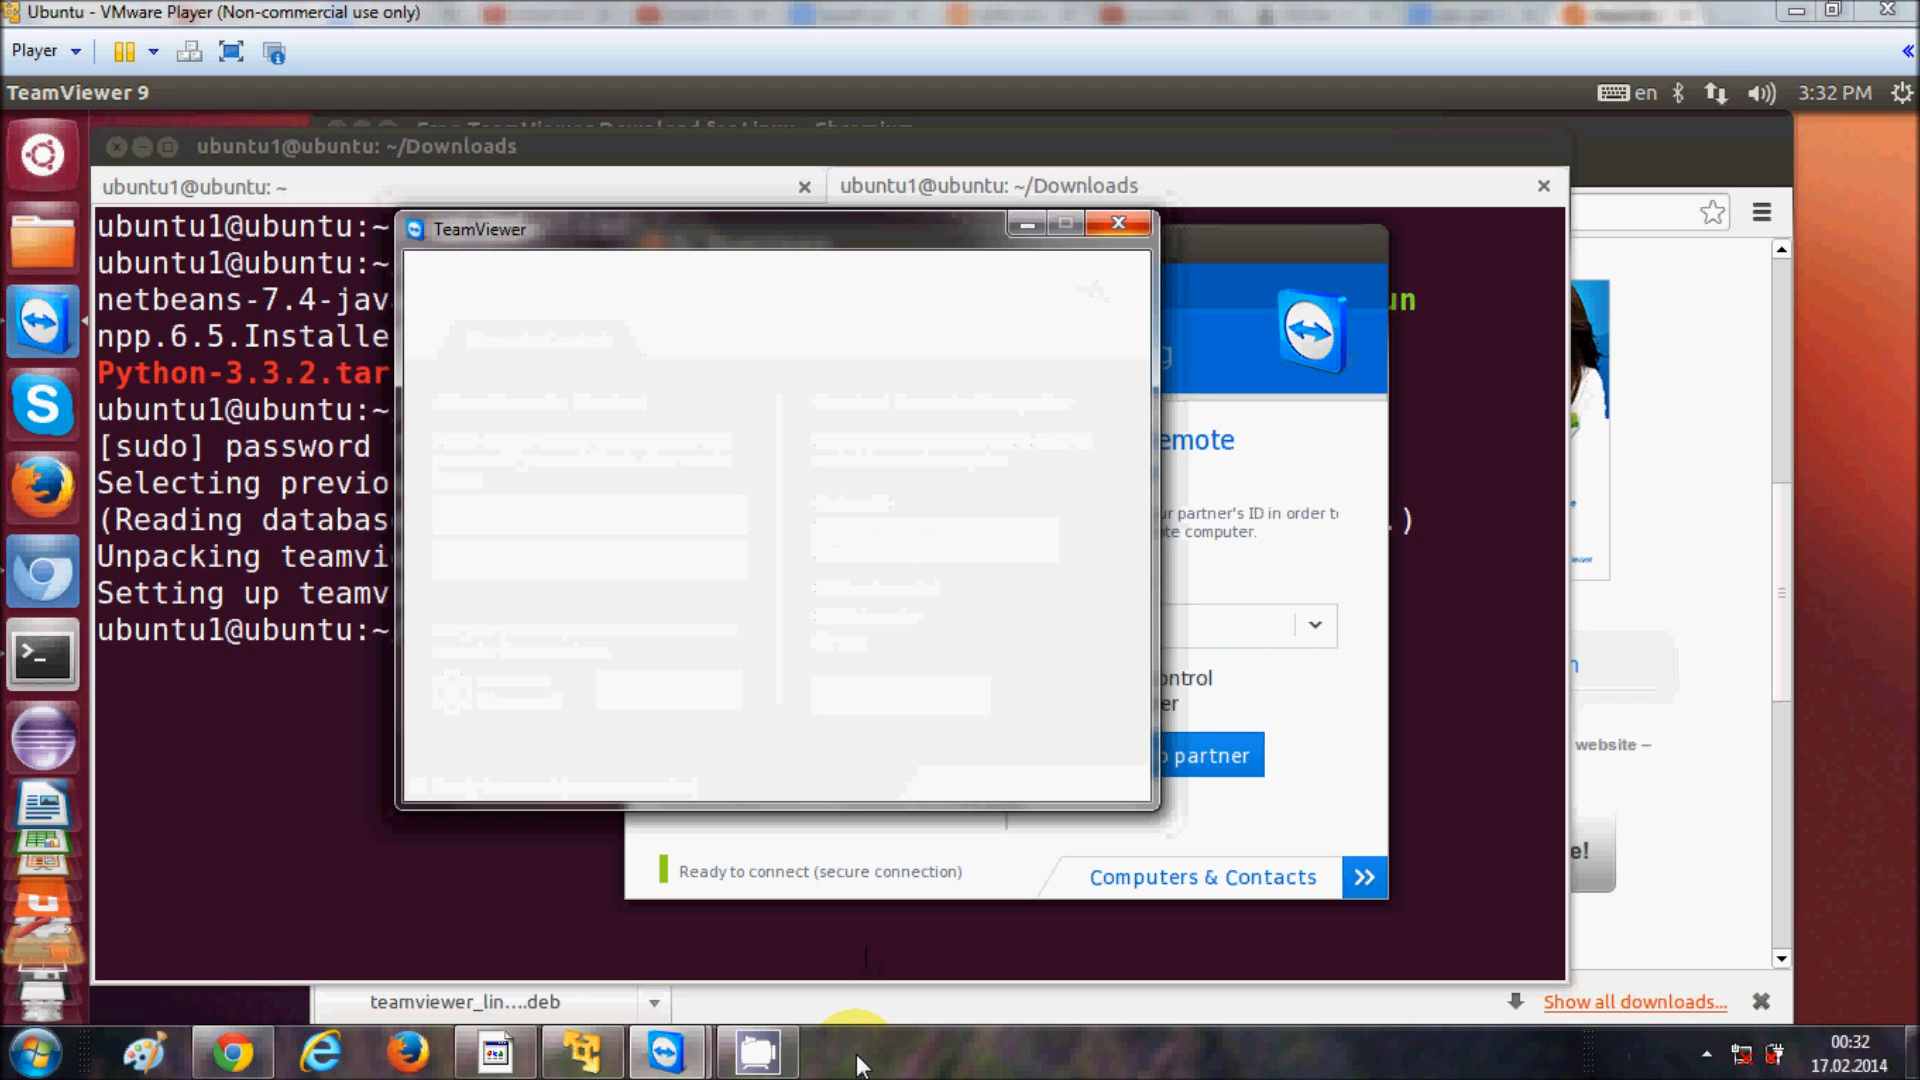 Ubuntu - VMware Player (Non-commercial use only)
Player
TeamViewer 9
en
3:32 PM
ubuntu1@ubuntu: ~/Downloads
ubuntu1@ubuntu: ~
ubuntu1@ubuntu: ~/Downloads
TeamViewer
ubuntu1@ubuntu:~
ubuntu1@ubuntu:~
netbeans-7.4-jav
un
npp.6.5.Installe
Python-3.3.2.tar
ubuntu1@ubuntu:~
[sudo] password
Selecting previo
(Reading databas
.)
Unpacking teamvi
Setting up teamv
ubuntu1@ubuntu:~
g
emote
ur partner's ID in order to
ote computer.
ontrol
er
o partner
Ready to connect (secure connection)
Computers & Contacts
n
website –
e!
teamviewer_lin....deb
Show all downloads...
00:32
17.02.2014